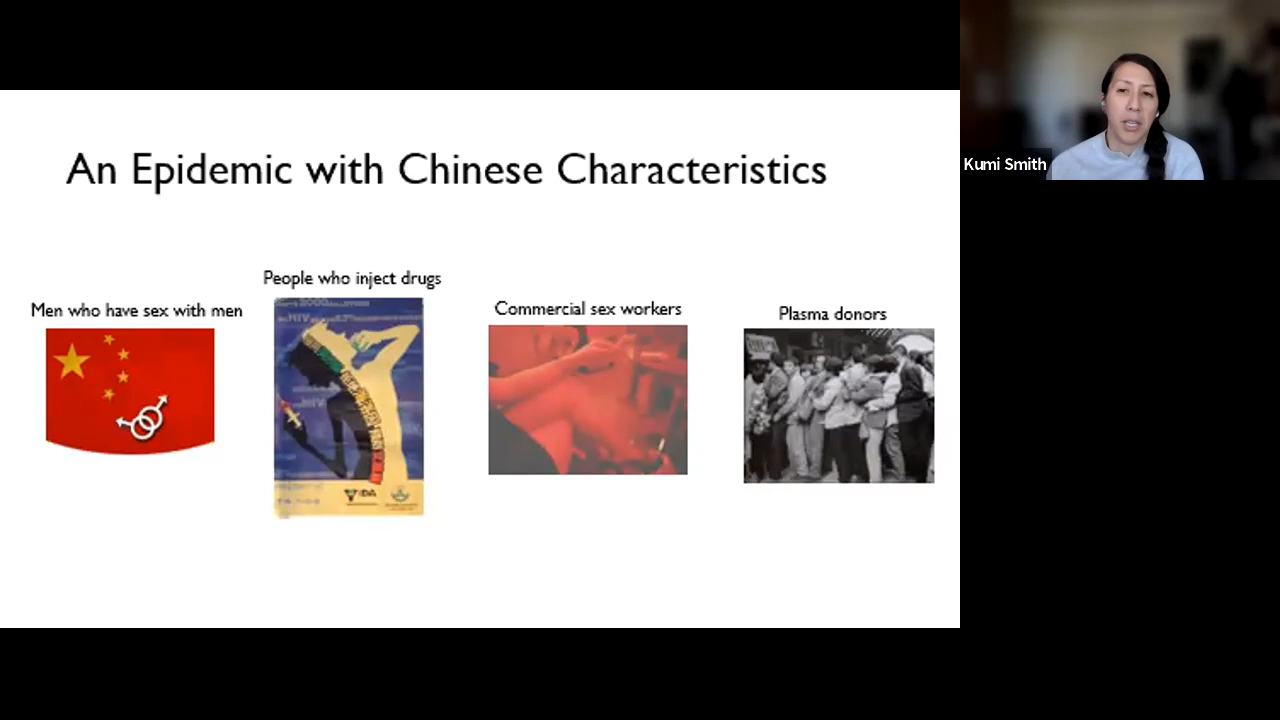 An Epidemic with Chinese Characteristics
People who inject drugs
Men who have sex with men
Commercial sex workers
Plasma donors
HIV
Kumi Smith